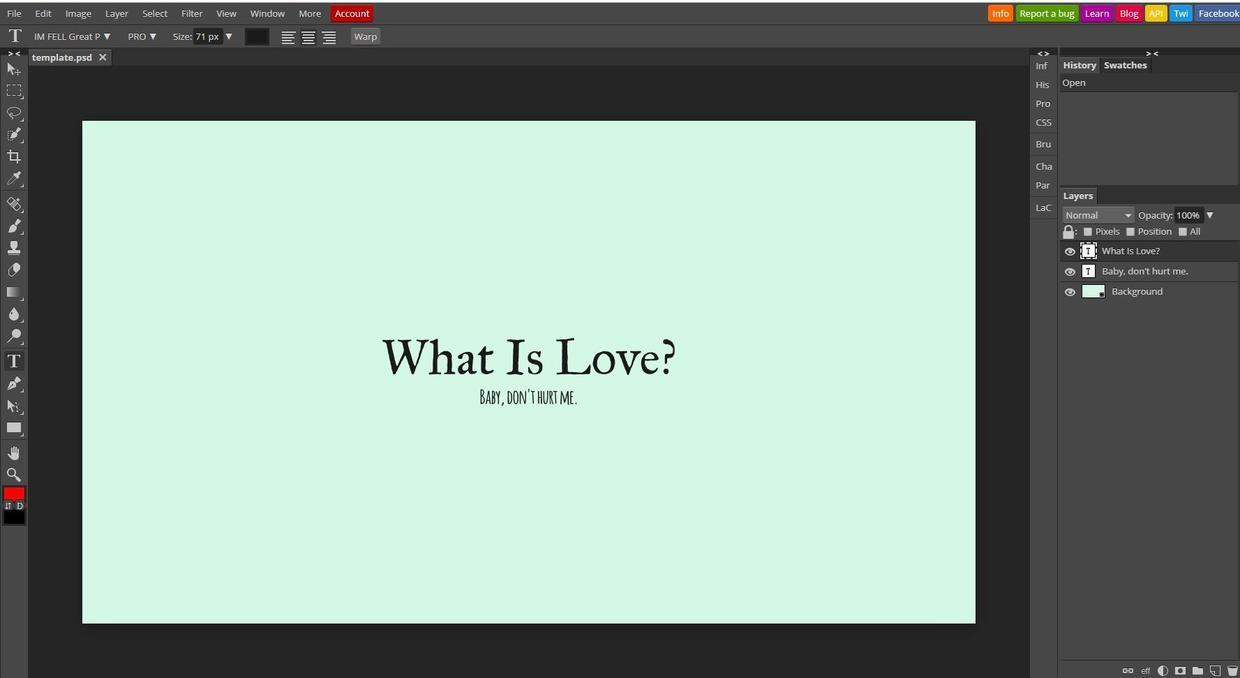 File Edit Image Layer Select Filter View Window More Account Info Report a bug Learn Blog API Twi Facebook
T IM FELL Great P ▼ PRO ▼ Size: 71 px ▼ Warp
> < < > > <
template.psd ✕
Inf
His
Pro
CSS
Bru
Cha
Par
LaC
History Swatches
Open
What Is Love?
Baby, don't hurt me.
Layers
Normal Opacity: 100% ▼
: Pixels Position All
T What Is Love?
T Baby, don't hurt me.
Background
T
D
eff